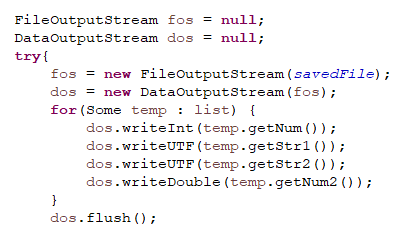 FileOutputStream fos = null;
DataOutputStream dos = null;
try{
    fos = new FileOutputStream(savedFile);
    dos = new DataOutputStream(fos);
    for(Some temp : list) {
        dos.writeInt(temp.getNum());
        dos.writeUTF(temp.getStr1());
        dos.writeUTF(temp.getStr2());
        dos.writeDouble(temp.getNum2());
    }
    dos.flush();